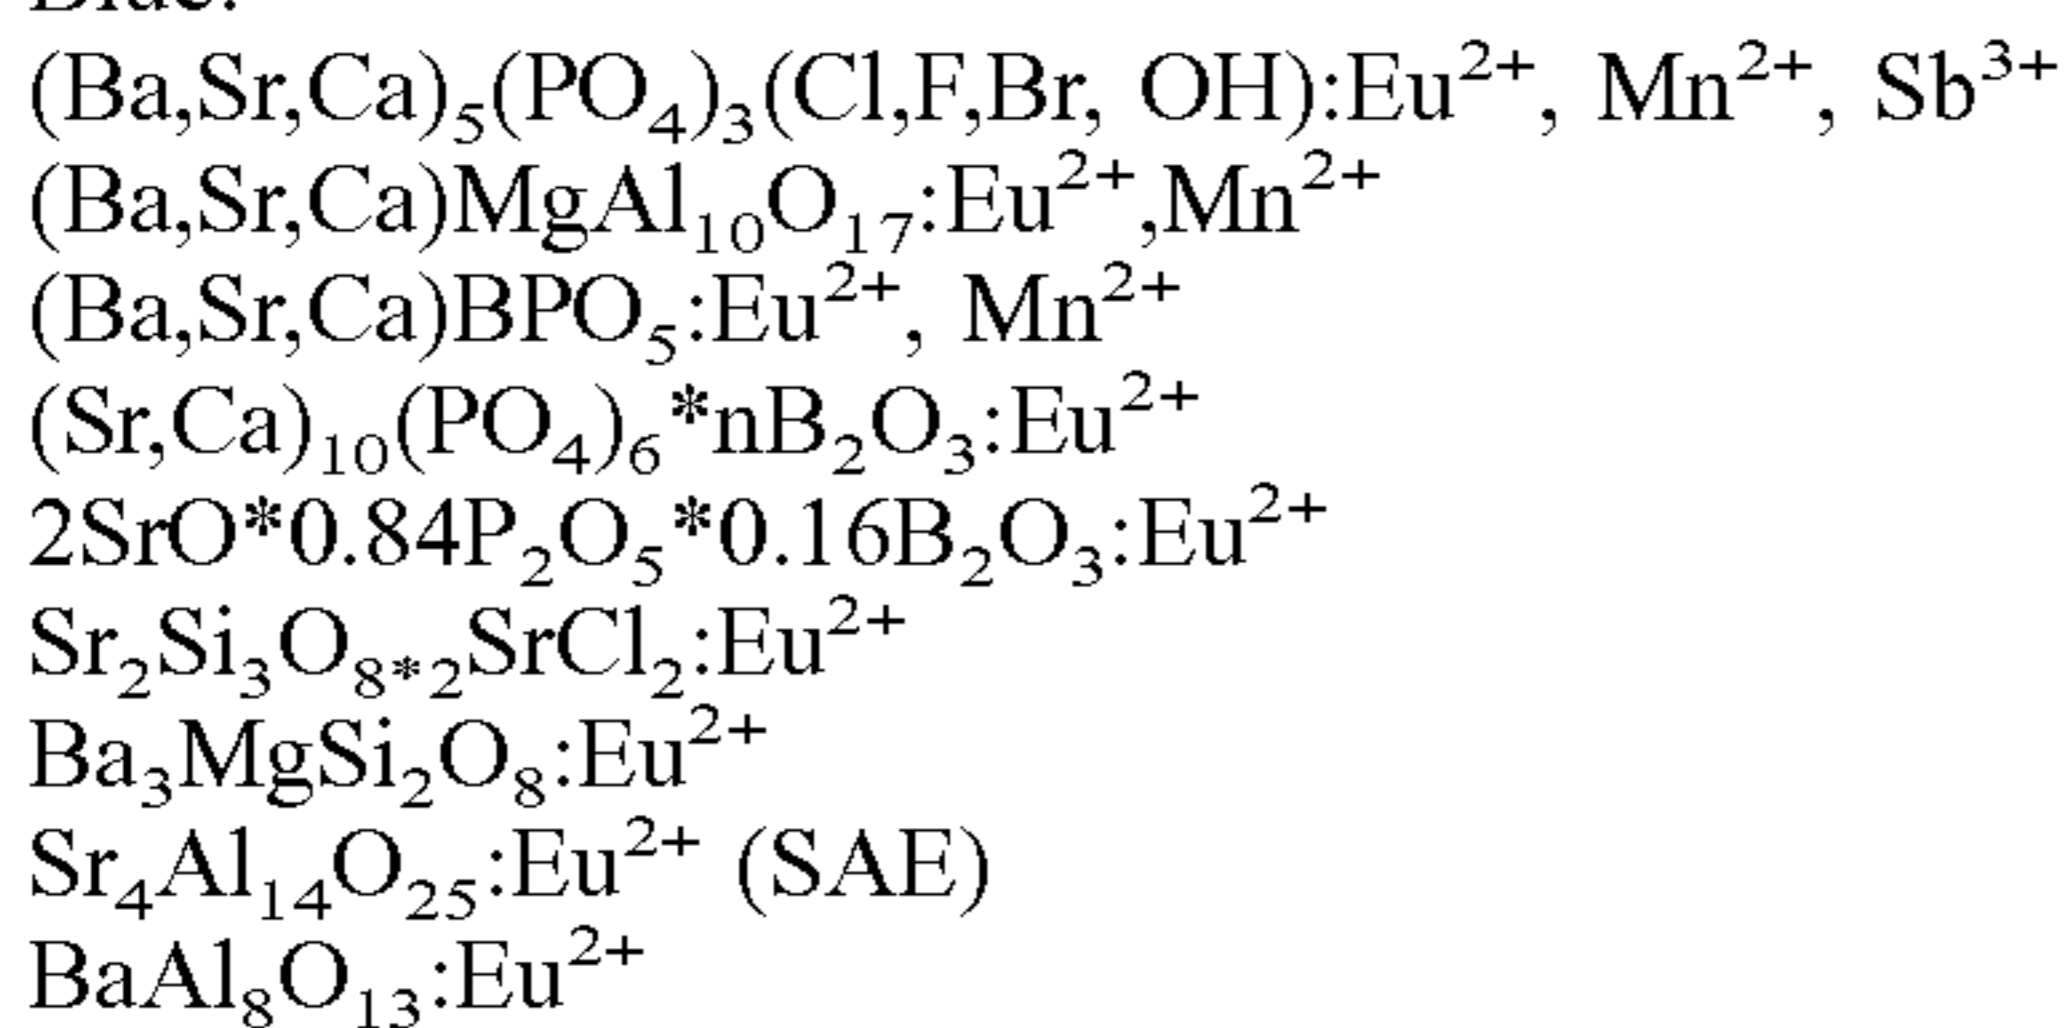 (Ba,Sr,Ca)₅(PO₄)₃(Cl,F,Br, OH):Eu²⁺, Mn²⁺, Sb³⁺
(Ba,Sr,Ca)MgAl₁₀O₁₇:Eu²⁺,Mn²⁺
(Ba,Sr,Ca)BPO₅:Eu²⁺, Mn²⁺
(Sr,Ca)₁₀(PO₄)₆*nB₂O₃:Eu²⁺
2SrO*0.84P₂O₅*0.16B₂O₃:Eu²⁺
Sr₂Si₃O₈*₂SrCl₂:Eu²⁺
Ba₃MgSi₂O₈:Eu²⁺
Sr₄Al₁₄O₂₅:Eu²⁺ (SAE)
BaAl₈O₁₃:Eu²⁺